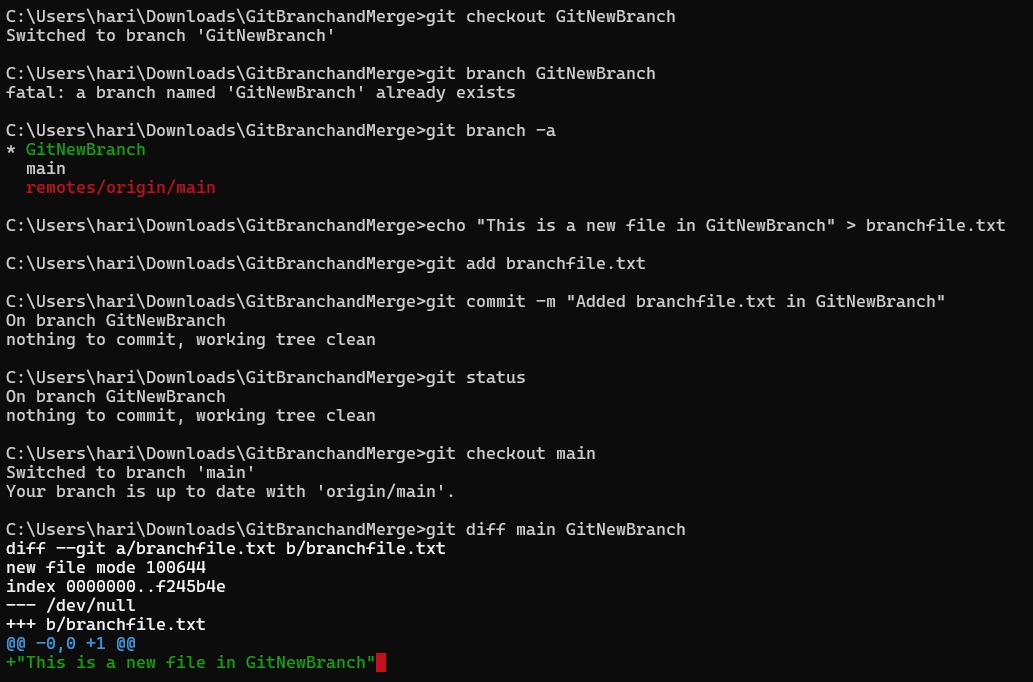 C:\Users\hari\Downloads\GitBranchandMerge>git checkout GitNewBranch
Switched to branch 'GitNewBranch'
C:\Users\hari\Downloads\GitBranchandMerge>git branch GitNewBranch
fatal: a branch named 'GitNewBranch' already exists
C:\Users\hari\Downloads\GitBranchandMerge>git branch -a
* GitNewBranch
  main
  remotes/origin/main
C:\Users\hari\Downloads\GitBranchandMerge>echo "This is a new file in GitNewBranch" > branchfile.txt
C:\Users\hari\Downloads\GitBranchandMerge>git add branchfile.txt
C:\Users\hari\Downloads\GitBranchandMerge>git commit -m "Added branchfile.txt in GitNewBranch"
On branch GitNewBranch
nothing to commit, working tree clean
C:\Users\hari\Downloads\GitBranchandMerge>git status
On branch GitNewBranch
nothing to commit, working tree clean
C:\Users\hari\Downloads\GitBranchandMerge>git checkout main
Switched to branch 'main'
Your branch is up to date with 'origin/main'.
C:\Users\hari\Downloads\GitBranchandMerge>git diff main GitNewBranch
diff --git a/branchfile.txt b/branchfile.txt
new file mode 100644
index 0000000..f245b4e
--- /dev/null
+++ b/branchfile.txt
@@ -0,0 +1 @@
+"This is a new file in GitNewBranch"